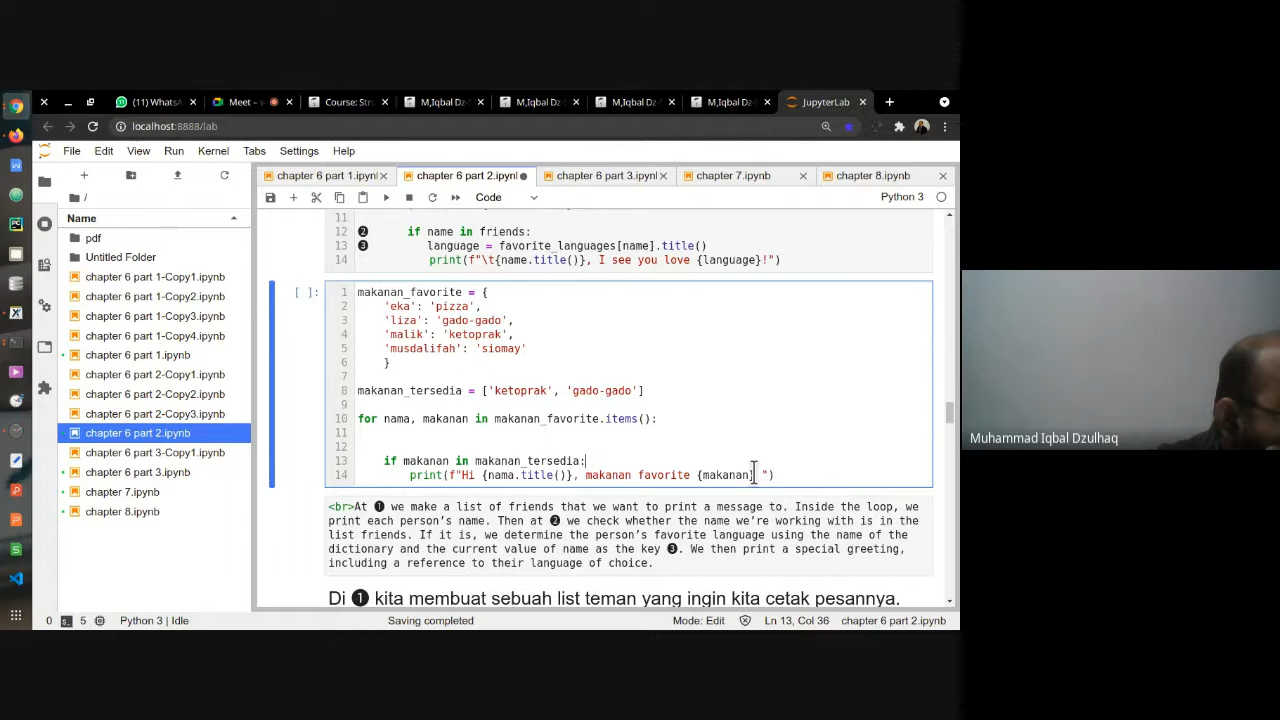 (11) WhatsA
Meet – 
Course: Str
M,Iqbal Dz-S
M,Iqbal Dz-S
M,Iqbal Dz-S
M,Iqbal Dz-S
JupyterLab
localhost:8888/lab
File Edit View Run Kernel Tabs Settings Help
chapter 6 part 1.ipynb
chapter 6 part 2.ipynb
chapter 6 part 3.ipynb
chapter 7.ipynb
chapter 8.ipynb
Code
Python 3
/
Name
pdf
Untitled Folder
chapter 6 part 1-Copy1.ipynb
chapter 6 part 1-Copy2.ipynb
chapter 6 part 1-Copy3.ipynb
chapter 6 part 1-Copy4.ipynb
chapter 6 part 1.ipynb
chapter 6 part 2-Copy1.ipynb
chapter 6 part 2-Copy2.ipynb
chapter 6 part 2-Copy3.ipynb
chapter 6 part 2.ipynb
chapter 6 part 3-Copy1.ipynb
chapter 6 part 3.ipynb
chapter 7.ipynb
chapter 8.ipynb
11
12 ❷ if name in friends:
13 ❸ language = favorite_languages[name].title()
14 print(f"\t{name.title()}, I see you love {language}!")
[ ]:
1 makanan_favorite = {
2 'eka': 'pizza',
3 'liza': 'gado-gado',
4 'malik': 'ketoprak',
5 'musdalifah': 'siomay'
6 }
7
8 makanan_tersedia = ['ketoprak', 'gado-gado']
9
10 for nama, makanan in makanan_favorite.items():
11
12
13 if makanan in makanan_tersedia:
14 print(f"Hi {nama.title()}, makanan favorite {makanan} ")
<br>At ❶ we make a list of friends that we want to print a message to. Inside the loop, we
print each person's name. Then at ❷ we check whether the name we're working with is in the
list friends. If it is, we determine the person's favorite language using the name of the
dictionary and the current value of name as the key ❸. We then print a special greeting,
including a reference to their language of choice.
Di ❶ kita membuat sebuah list teman yang ingin kita cetak pesannya.
0 5 Python 3 | Idle Saving completed Mode: Edit Ln 13, Col 36 chapter 6 part 2.ipynb
Muhammad Iqbal Dzulhaq